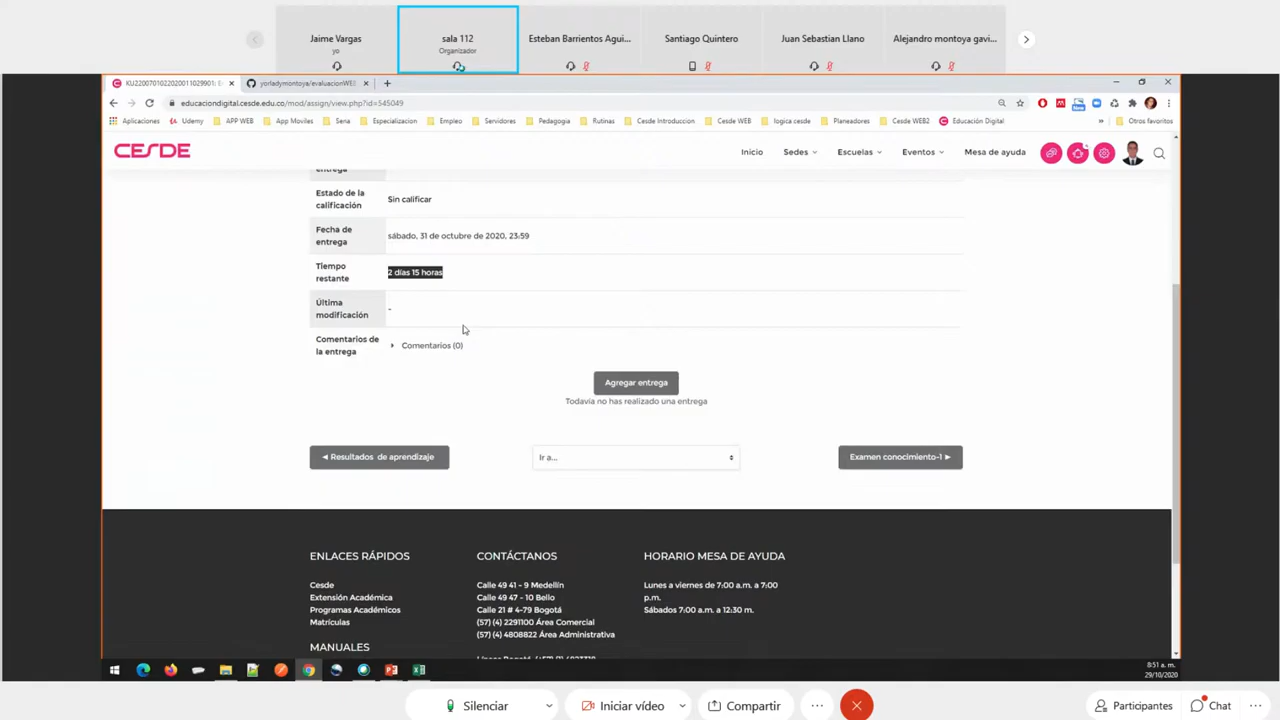 Jaime Vargas
yo
sala 112
Organizador
Esteban Barrientos Agui...
Santiago Quintero
Juan Sebastian Llano
Alejandro montoya gavi...
KU2200701022020011029901: E
yorladymontoya/evaluacionWEB
educaciondigital.cesde.edu.co/mod/assign/view.php?id=545049
Aplicaciones
Udemy
APP WEB
App Moviles
Sena
Especializacion
Empleo
Servidores
Pedagogia
Rutinas
Cesde Introduccion
Cesde WEB
logica cesde
Planeadores
Cesde WEB2
Educación Digital
Otros favoritos
CESDE
Inicio
Sedes
Escuelas
Eventos
Mesa de ayuda
entrega
Estado de la
calificación
Sin calificar
Fecha de
entrega
sábado, 31 de octubre de 2020, 23:59
Tiempo
restante
2 días 15 horas
Última
modificación
-
Comentarios de
la entrega
Comentarios (0)
Agregar entrega
Todavía no has realizado una entrega
◄ Resultados de aprendizaje
Ir a...
Examen conocimiento-1 ►
ENLACES RÁPIDOS
Cesde
Extensión Académica
Programas Académicos
Matrículas
MANUALES
CONTÁCTANOS
Calle 49 41 - 9 Medellín
Calle 49 47 - 10 Bello
Calle 21 # 4-79 Bogotá
(57) (4) 2291100 Área Comercial
(57) (4) 4808822 Área Administrativa
HORARIO MESA DE AYUDA
Lunes a viernes de 7:00 a.m. a 7:00
p.m.
Sábados 7:00 a.m. a 12:30 m.
8:51 a. m.
29/10/2020
Silenciar
Iniciar vídeo
Compartir
Participantes
Chat